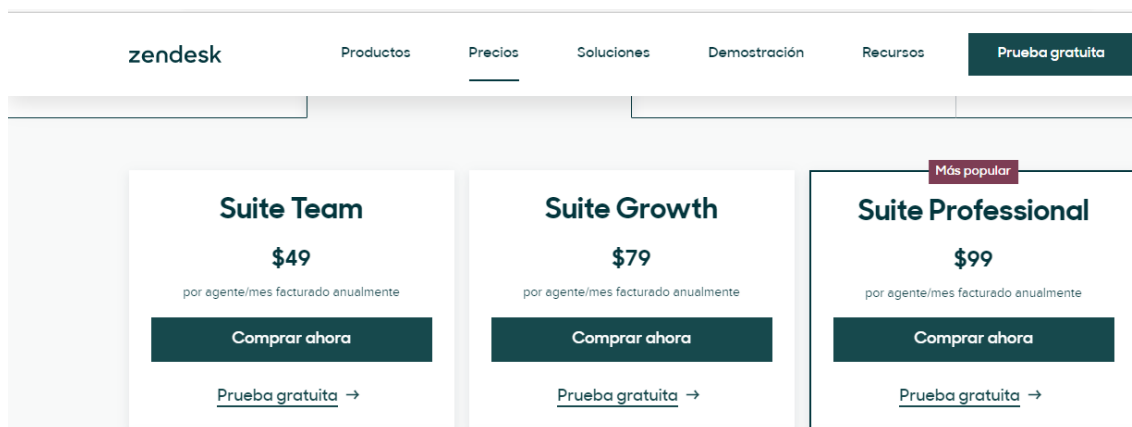 zendesk
Productos
Precios
Soluciones
Demostración
Recursos
Prueba gratuita
Suite Team
$49
por agente/mes facturado anualmente
Comprar ahora
Prueba gratuita →
Suite Growth
$79
por agente/mes facturado anualmente
Comprar ahora
Prueba gratuita →
Más popular
Suite Professional
$99
por agente/mes facturado anualmente
Comprar ahora
Prueba gratuita →